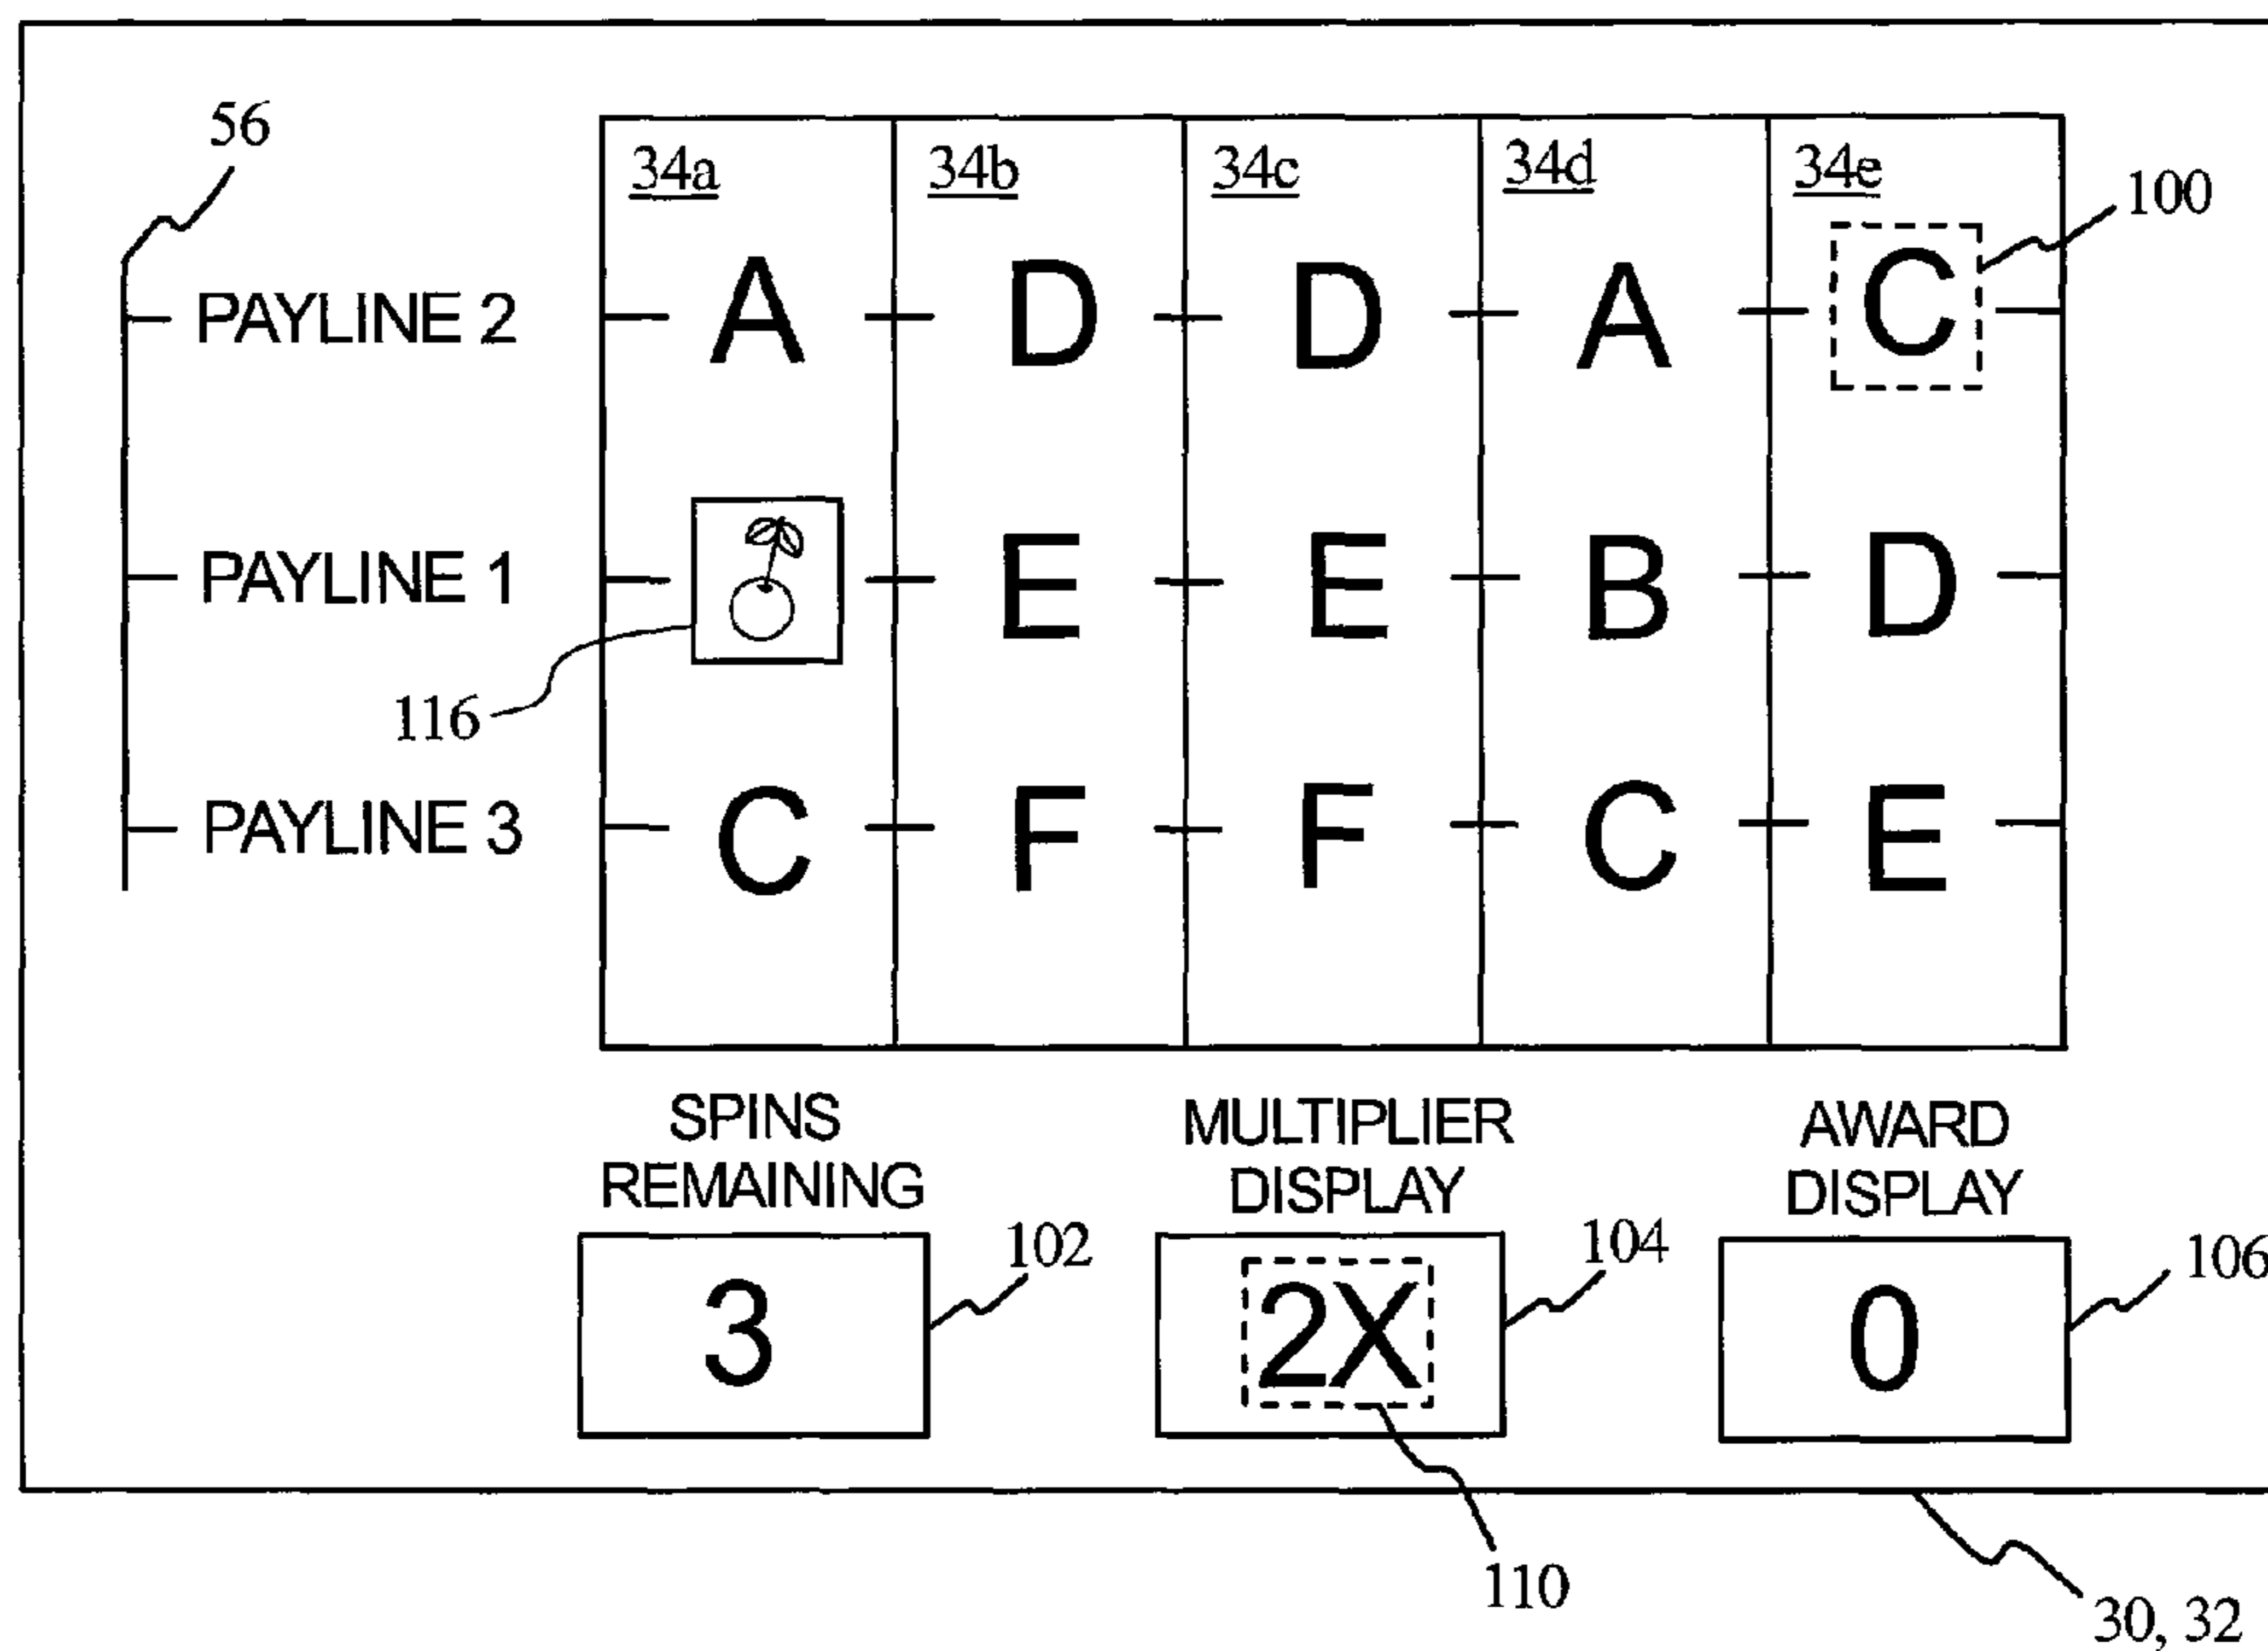 56
34a 34b 34c 34d 34e
100
PAYLINE 2 A D D A C
PAYLINE 1 E E B D
116
PAYLINE 3 C F F C E
SPINS REMAINING
MULTIPLIER DISPLAY
AWARD DISPLAY
3
102
2X
104
0
106
110
30, 32